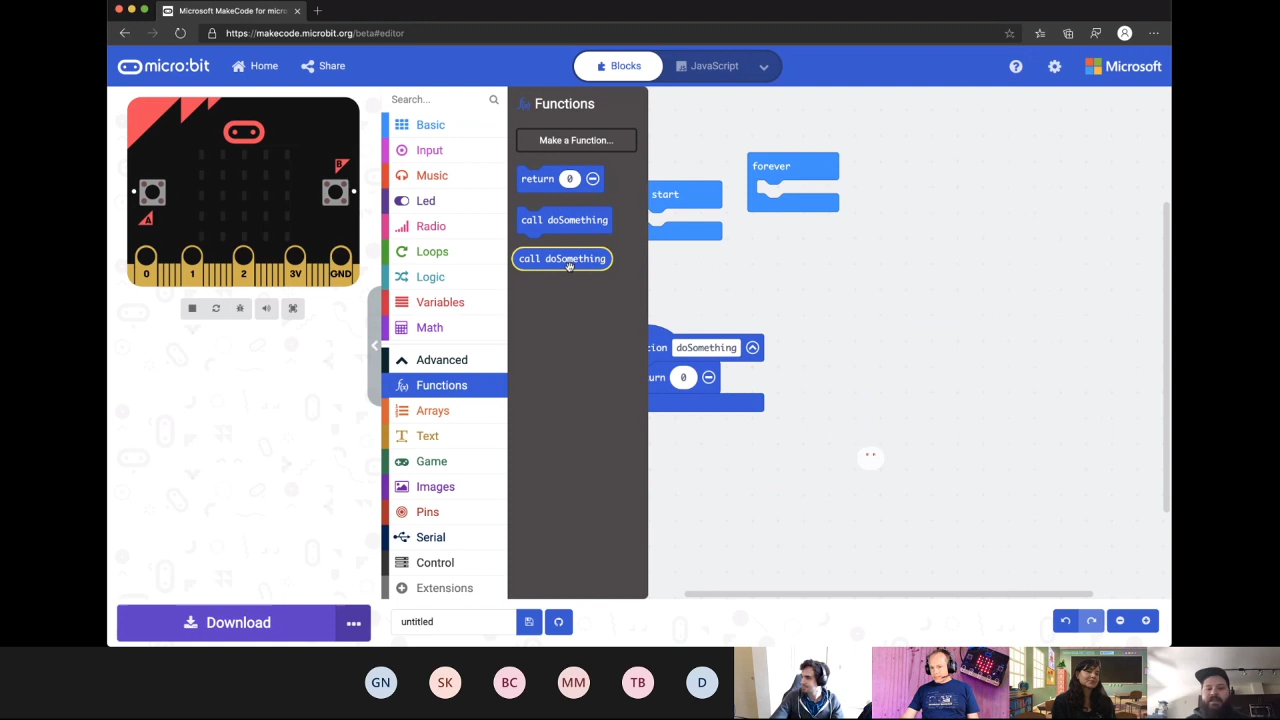 Microsoft MakeCode for micro
https://makecode.microbit.org/beta#editor
micro:bit
Home
Share
Blocks
JavaScript
Microsoft
Search...
Functions
Basic
Input
Music
Led
Radio
Loops
Logic
Variables
Math
Advanced
Functions
Arrays
Text
Game
Images
Pins
Serial
Control
Extensions
Make a Function...
return 0
call doSomething
call doSomething
start
forever
tion doSomething
urn 0
A
B
0 1 2 3V GND
Download
untitled
GN SK BC MM TB D